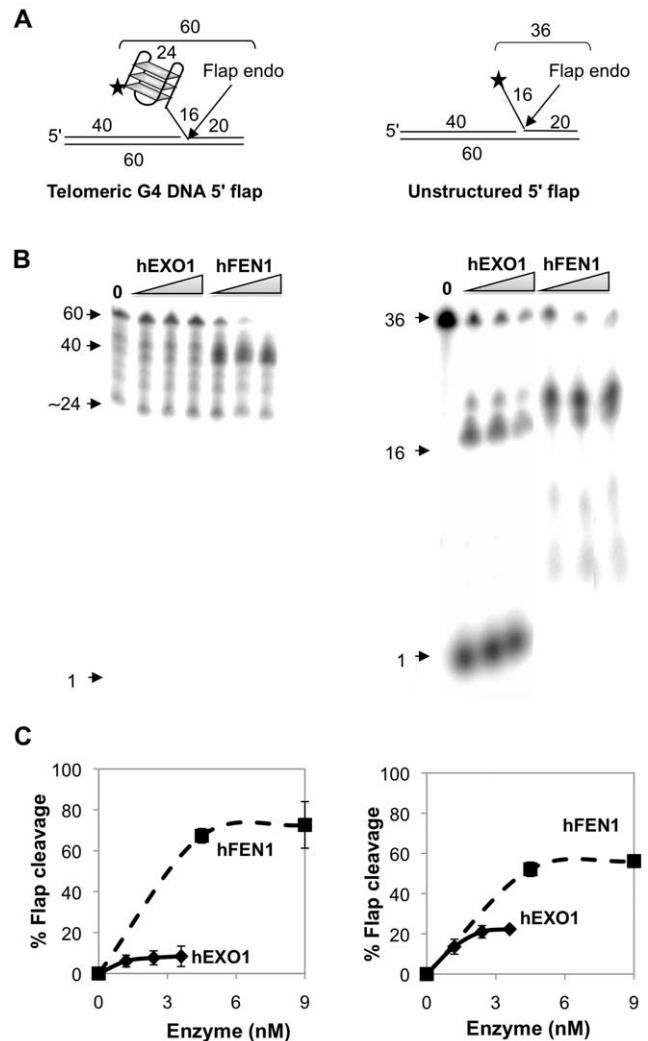 A
60
24
Flap endo
16
40
20
5'
60
Telomeric G4 DNA 5' flap
36
Flap endo
16
40
20
5'
60
Unstructured 5' flap
B
hEXO1 hFEN1
0
60
40
~24
1
hEXO1 hFEN1
0
36
16
1
C
% Flap cleavage
100
80
60
40
20
0
hFEN1
hEXO1
0 3 6 9
Enzyme (nM)
% Flap cleavage
100
80
60
40
20
0
hFEN1
hEXO1
0 3 6 9
Enzyme (nM)